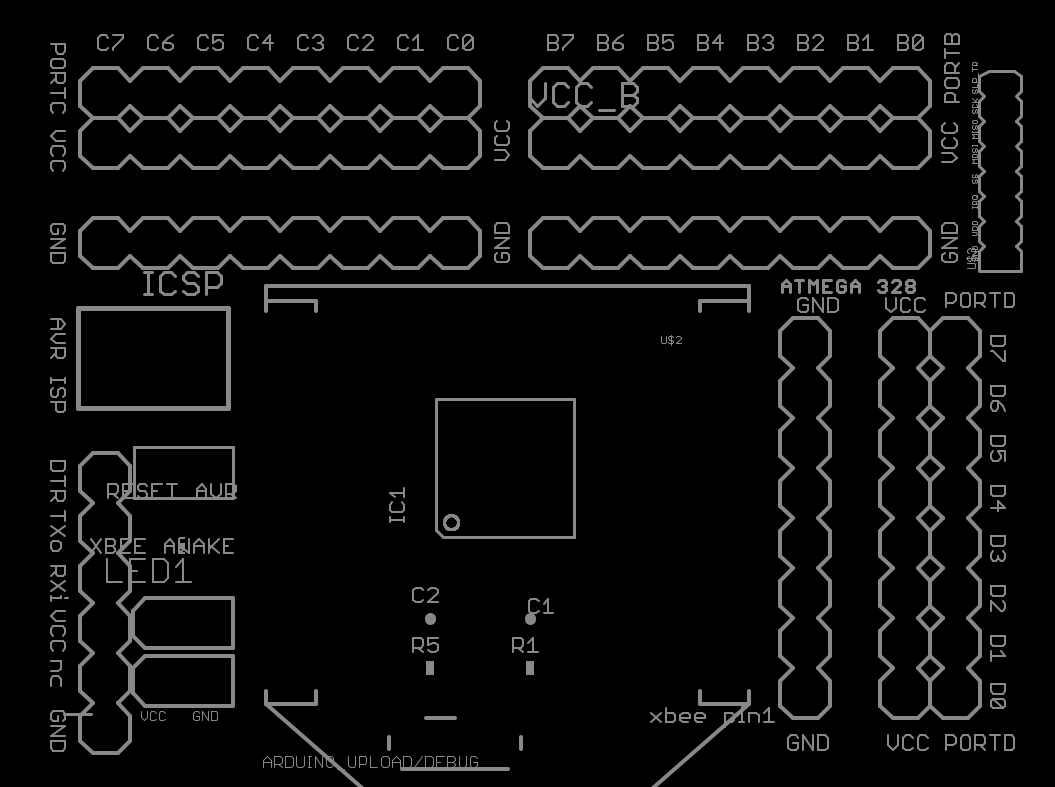 C7 C6 C5 C4 C3 C2 C1 C0
B7 B6 B5 B4 B3 B2 B1 B0
PORTC
PORTB
VCC_B
VCC
VCC
VCC
GND
GND
GND
TR
SLP
SCK
MISO
MOSI
SS
IRQ
VDD
U$2
ICSP
ATMEGA 328
GND
VCC
PORTD
AVR ISP
U$2
D7
D6
D5
D4
D3
D2
D1
D0
IC1
RESET AVR
XBEE AWAKE
LED1
DTR
TXo
RXi
VCC
nc
GND
C2
C1
R5
R1
VCC
GND
xbee pin1
GND
VCC
PORTD
ARDUINO UPLOAD/DEBUG